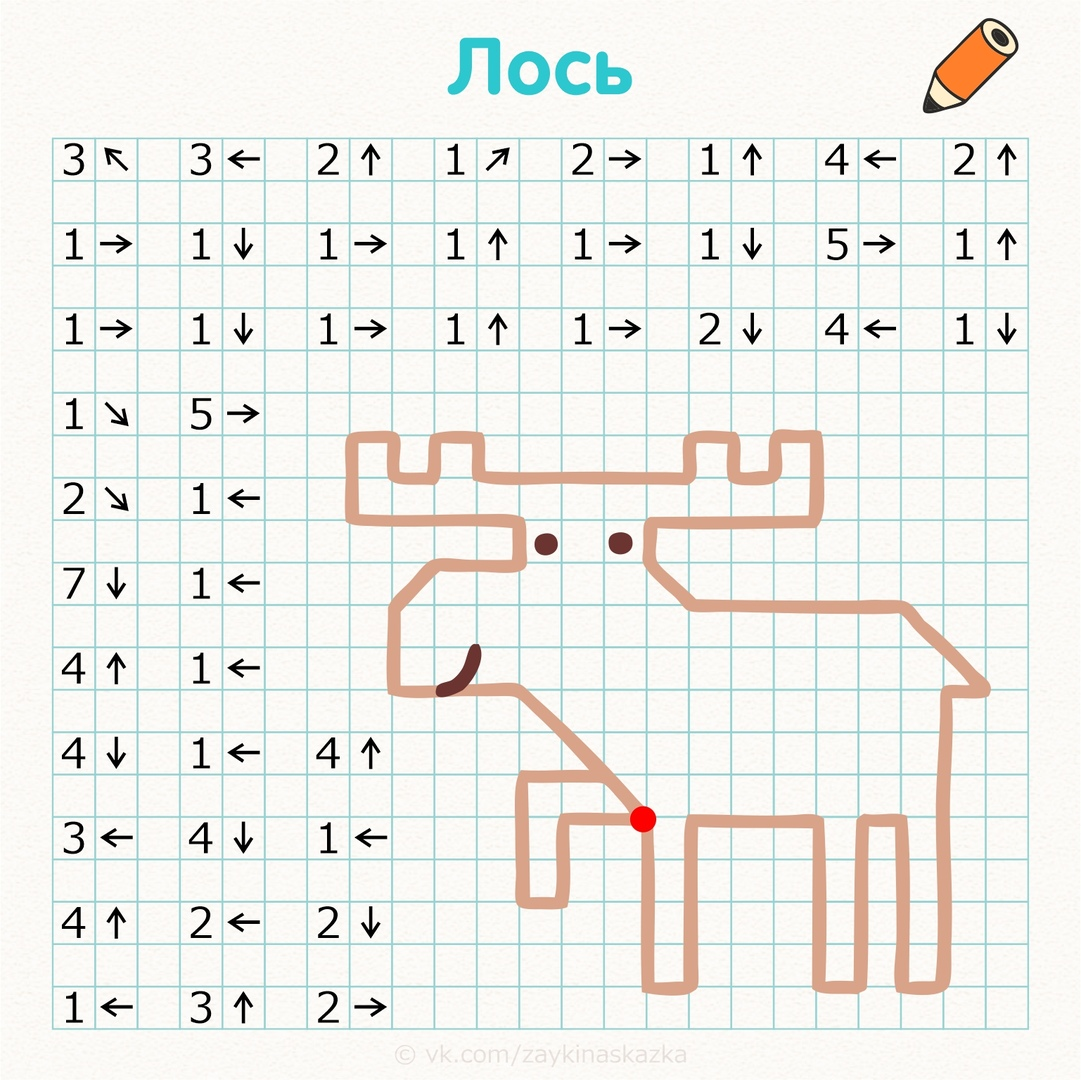 Лось
3 ↖ 3 ← 2 ↑ 1 ↗ 2 → 1 ↑ 4 ← 2 ↑
1 → 1 ↓ 1 → 1 ↑ 1 → 1 ↓ 5 → 1 ↑
1 → 1 ↓ 1 → 1 ↑ 1 → 2 ↓ 4 ← 1 ↓
1 ↘ 5 →
2 ↘ 1 ←
7 ↓ 1 ←
4 ↑ 1 ←
4 ↓ 1 ← 4 ↑
3 ← 4 ↓ 1 ←
4 ↑ 2 ← 2 ↓
1 ← 3 ↑ 2 →
© vk.com/zaykinaskazka